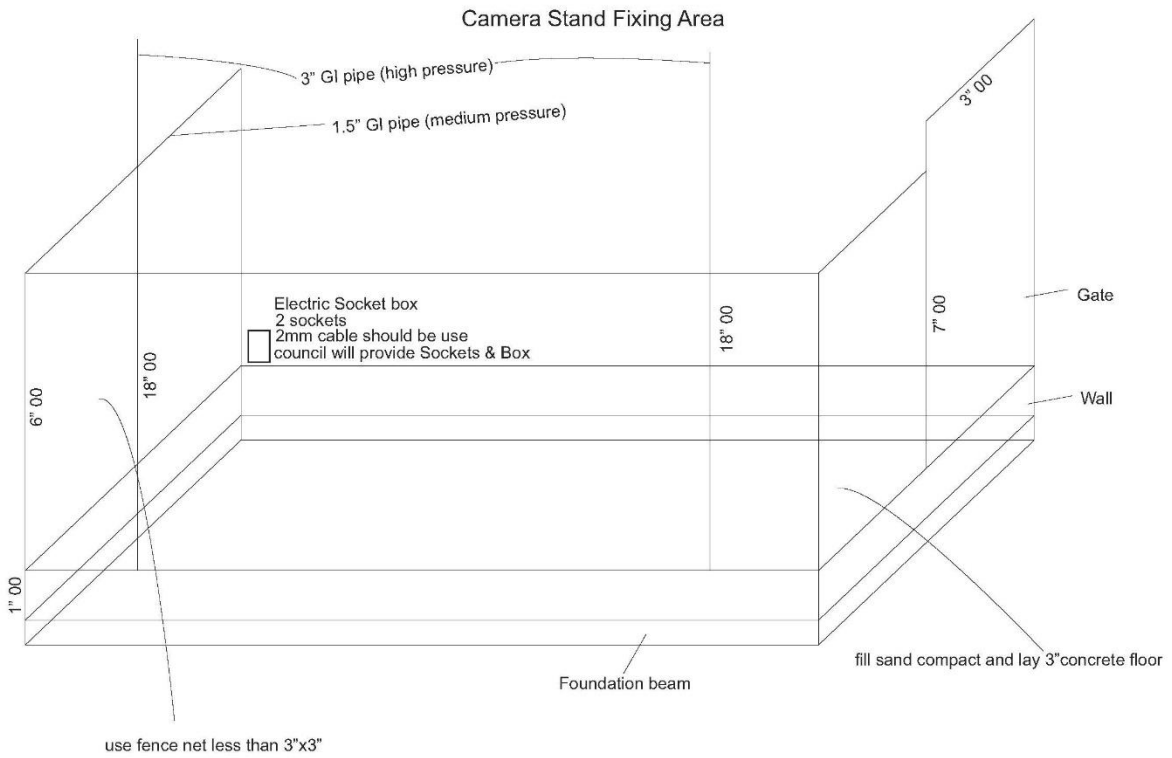 Camera Stand Fixing Area
3" GI pipe (high pressure)
1.5" GI pipe (medium pressure)
3" 00
Electric Socket box
2 sockets
2mm cable should be use
council will provide Sockets & Box
6" 00
18" 00
18" 00
7" 00
Gate
Wall
1" 00
Foundation beam
fill sand compact and lay 3"concrete floor
use fence net less than 3"x3"